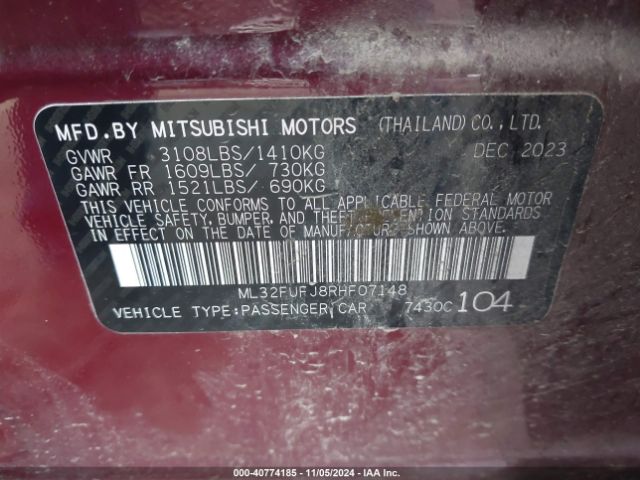 MFD.BY MITSUBISHI MOTORS (THAILAND)CO.,LTD.
GVWR 3108LBS/1410KG DEC 2023
GAWR FR 1609LBS/ 730KG
GAWR RR 1521LBS/ 690KG
THIS VEHICLE CONFORMS TO ALL APPLICABLE FEDERAL MOTOR
VEHICLE SAFETY, BUMPER, AND THEFT PREVENTION STANDARDS
IN EFFECT ON THE DATE OF MANUFACTURE SHOWN ABOVE.
ML32FUFJ8RHF07148
VEHICLE TYPE:PASSENGER CAR 7430C 104
000-40774185 - 11/05/2024 - IAA Inc.